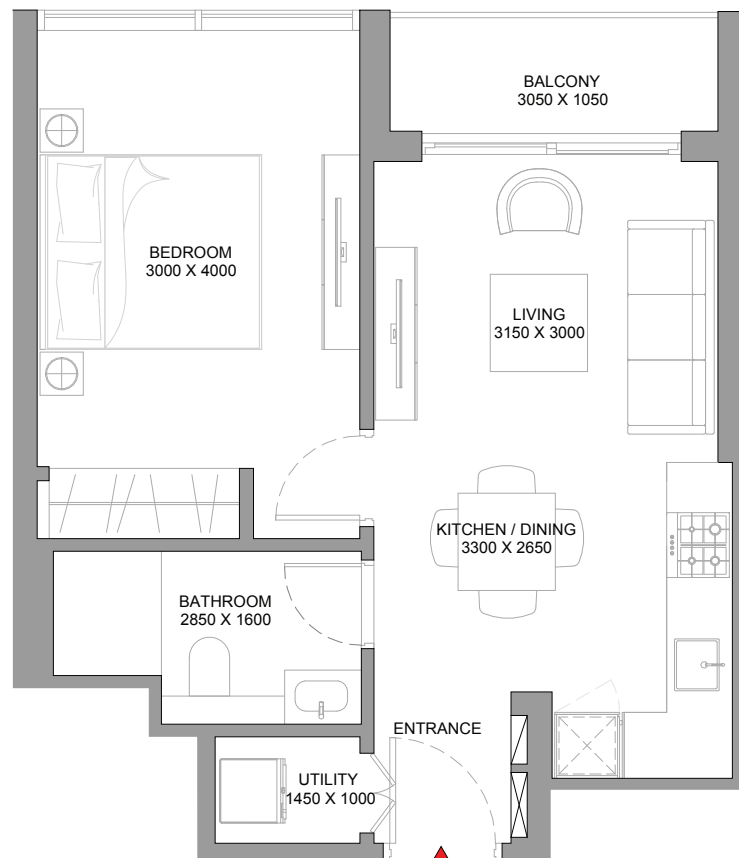 BALCONY
3050 X 1050
BEDROOM
3000 X 4000
LIVING
3150 X 3000
KITCHEN / DINING
3300 X 2650
BATHROOM
2850 X 1600
ENTRANCE
UTILITY
1450 X 1000